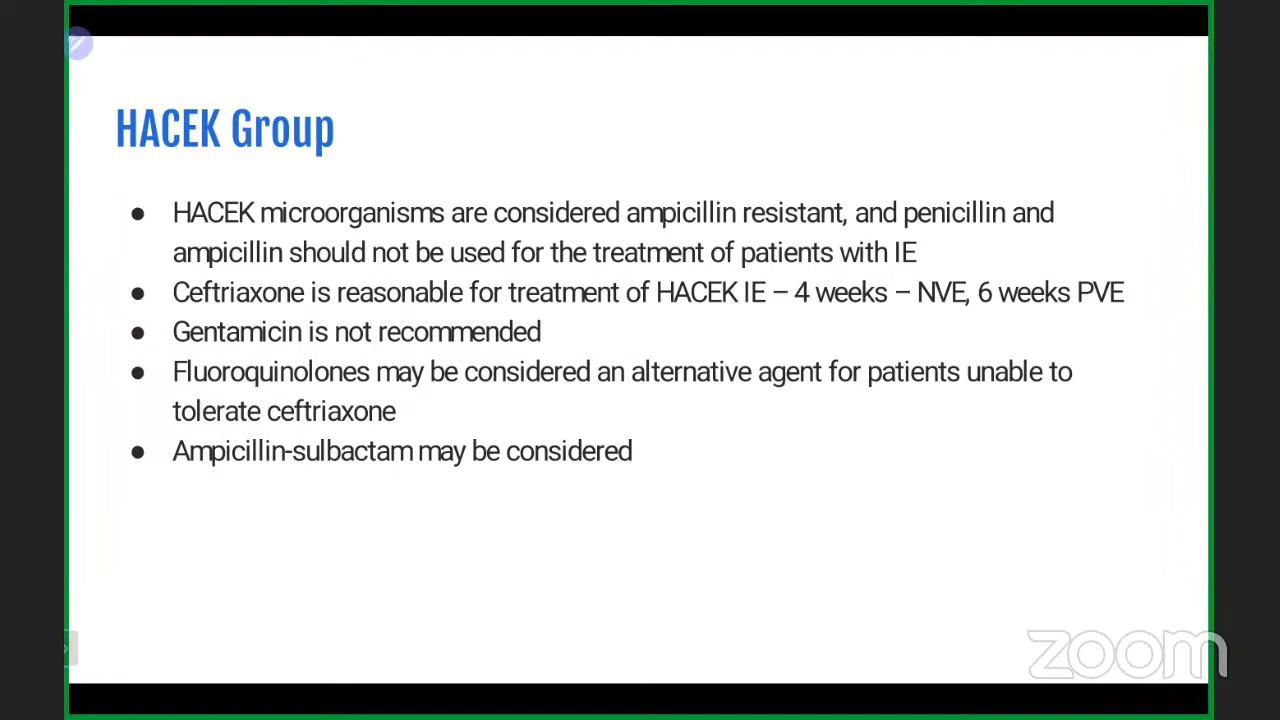 HACEK Group
● HACEK microorganisms are considered ampicillin resistant, and penicillin and
ampicillin should not be used for the treatment of patients with IE
● Ceftriaxone is reasonable for treatment of HACEK IE – 4 weeks – NVE, 6 weeks PVE
● Gentamicin is not recommended
● Fluoroquinolones may be considered an alternative agent for patients unable to
tolerate ceftriaxone
● Ampicillin-sulbactam may be considered
zoom